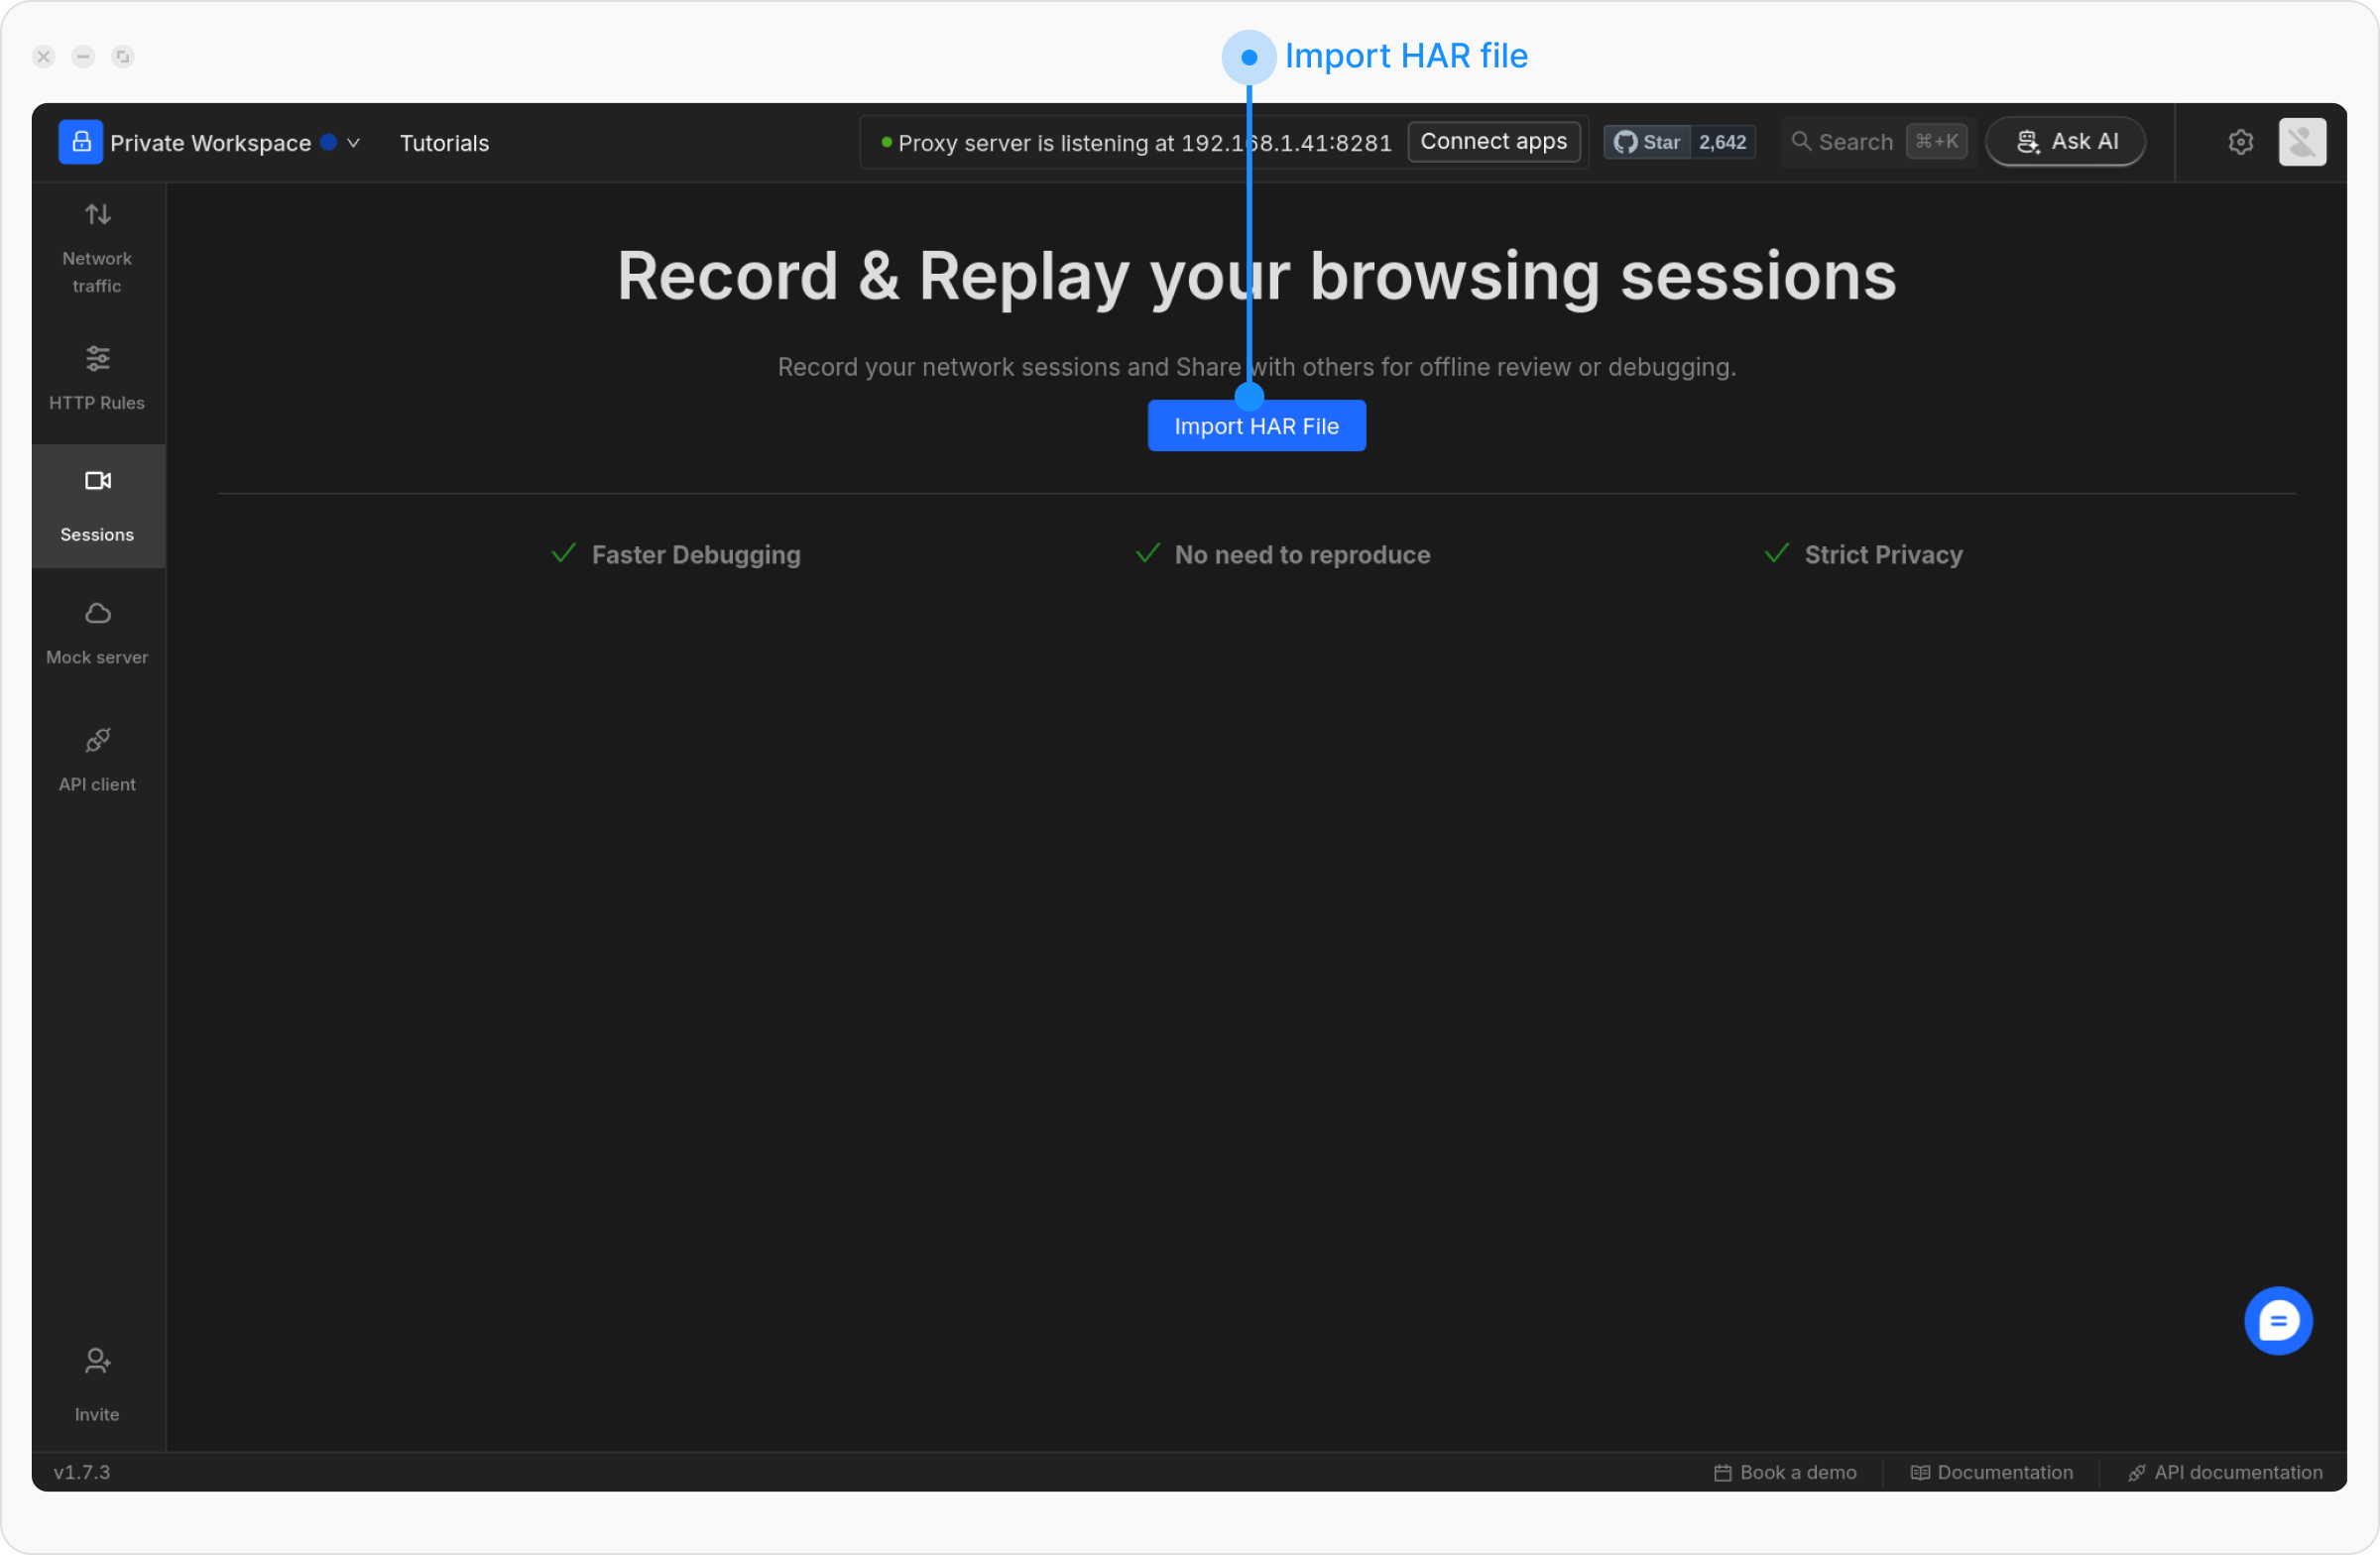 Import HAR file
Private Workspace
Tutorials
Proxy server is listening at 192.168.1.41:8281
Connect apps
Star 2,642
Search ⌘+K
Ask AI
Network
traffic
HTTP Rules
Sessions
Mock server
API client
Invite
Record & Replay your browsing sessions
Record your network sessions and Share with others for offline review or debugging.
Import HAR File
Faster Debugging
No need to reproduce
Strict Privacy
v1.7.3
Book a demo
Documentation
API documentation